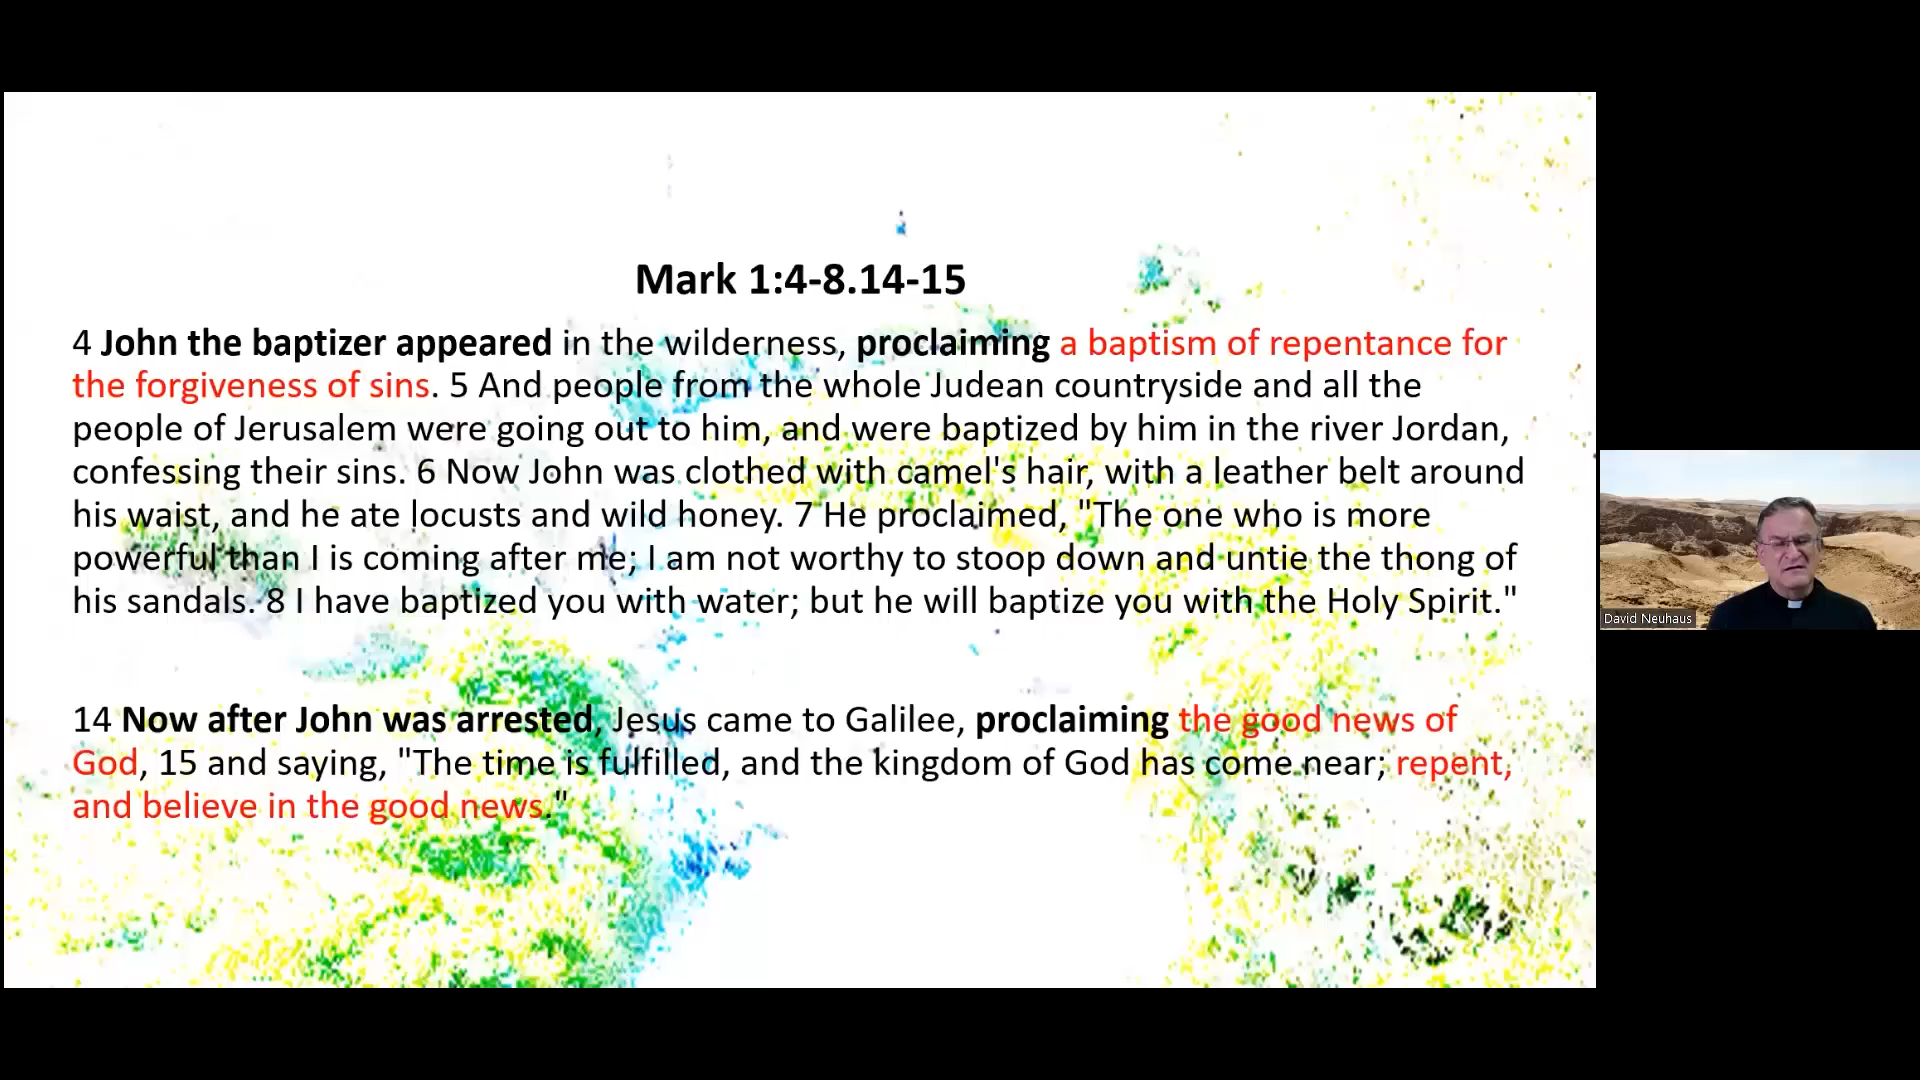 Mark 1:4-8.14-15
4 John the baptizer appeared in the wilderness, proclaiming a baptism of repentance for
the forgiveness of sins. 5 And people from the whole Judean countryside and all the
people of Jerusalem were going out to him, and were baptized by him in the river Jordan,
confessing their sins. 6 Now John was clothed with camel's hair, with a leather belt around
his waist, and he ate locusts and wild honey. 7 He proclaimed, "The one who is more
powerful than I is coming after me; I am not worthy to stoop down and untie the thong of
his sandals. 8 I have baptized you with water; but he will baptize you with the Holy Spirit."
14 Now after John was arrested, Jesus came to Galilee, proclaiming the good news of
God, 15 and saying, "The time is fulfilled, and the kingdom of God has come near; repent,
and believe in the good news."
David Neuhaus